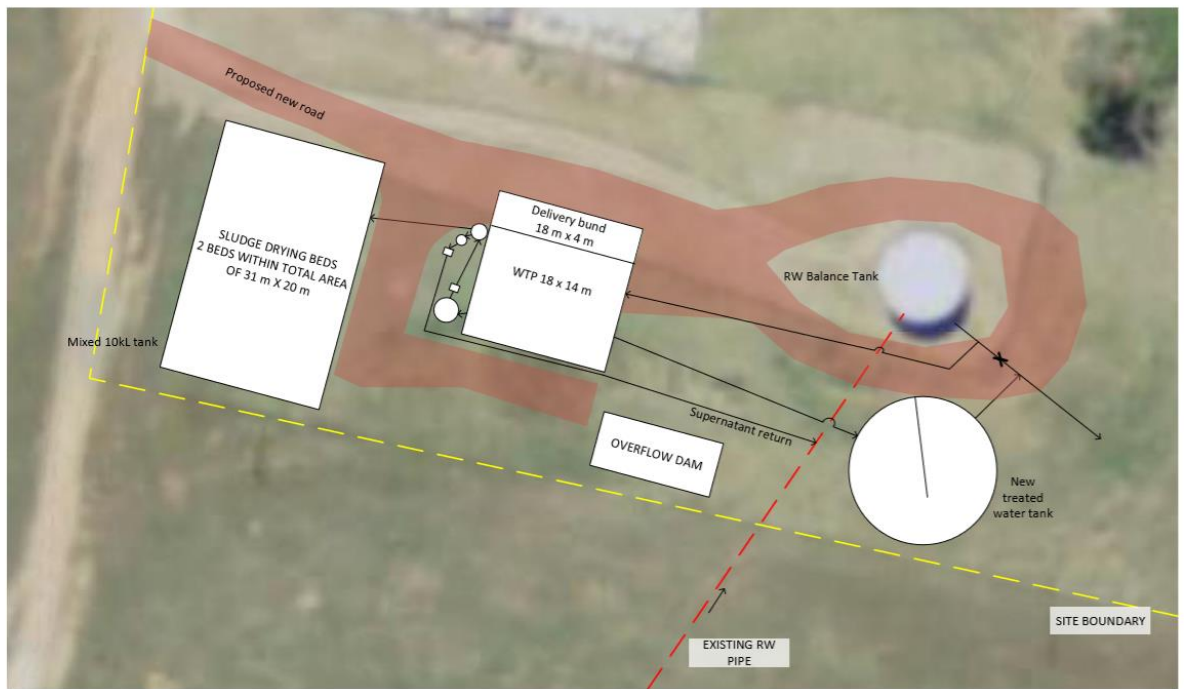 Proposed new road
SLUDGE DRYING BEDS
2 BEDS WITHIN TOTAL AREA
OF 31 m X 20 m
Delivery bund
18 m x 4 m
WTP 18 x 14 m
RW Balance Tank
Mixed 10kL tank
Supernatant return
OVERFLOW DAM
New
treated
water tank
SITE BOUNDARY
EXISTING RW
PIPE